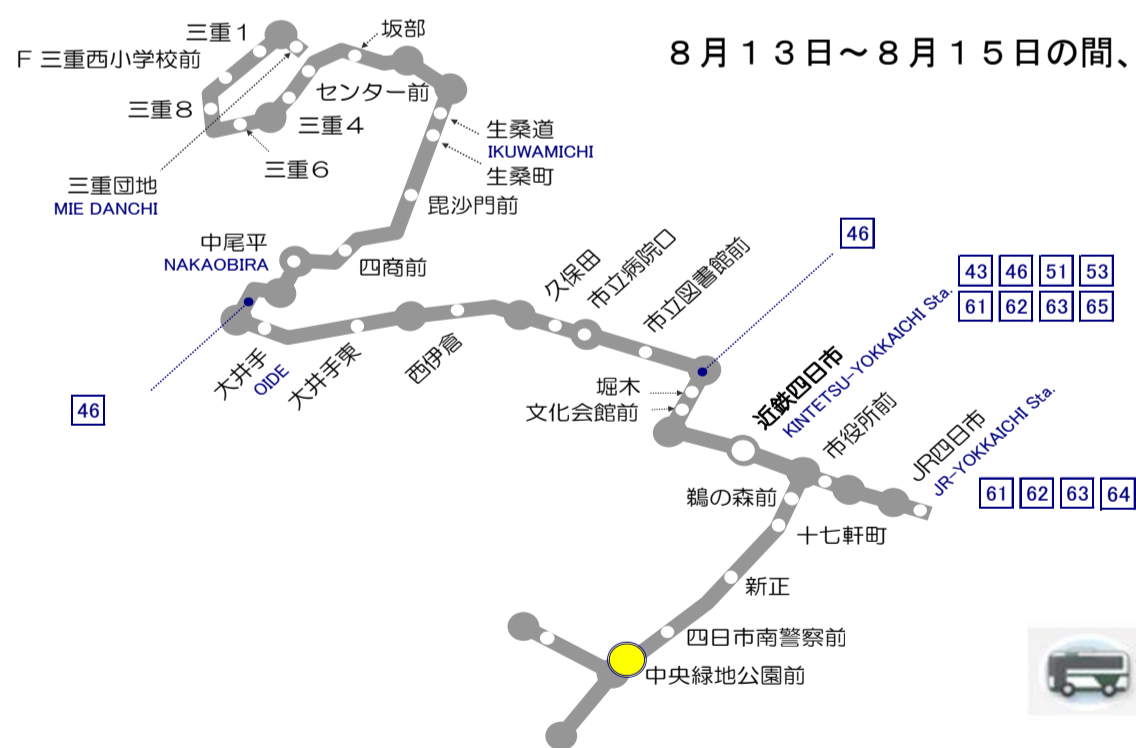 8月13日～8月15日の間、
三重1
坂部
F 三重西小学校前
センター前
三重8
三重4
生桑道
IKUWAMICHI
三重6
生桑町
三重団地
MIE DANCHI
毘沙門前
中尾平
NAKAOBIRA
四商前
46
久保田
市立病院口
市立図書館前
43 46 51 53
61 62 63 65
大井手
OIDE
大井手東
西伊倉
46
堀木
文化会館前
近鉄四日市
KINTETSU-YOKKAICHI Sta.
市役所前
JR四日市
JR-YOKKAICHI Sta.
61 62 63 64
鵜の森前
十七軒町
新正
四日市南警察前
中央緑地公園前